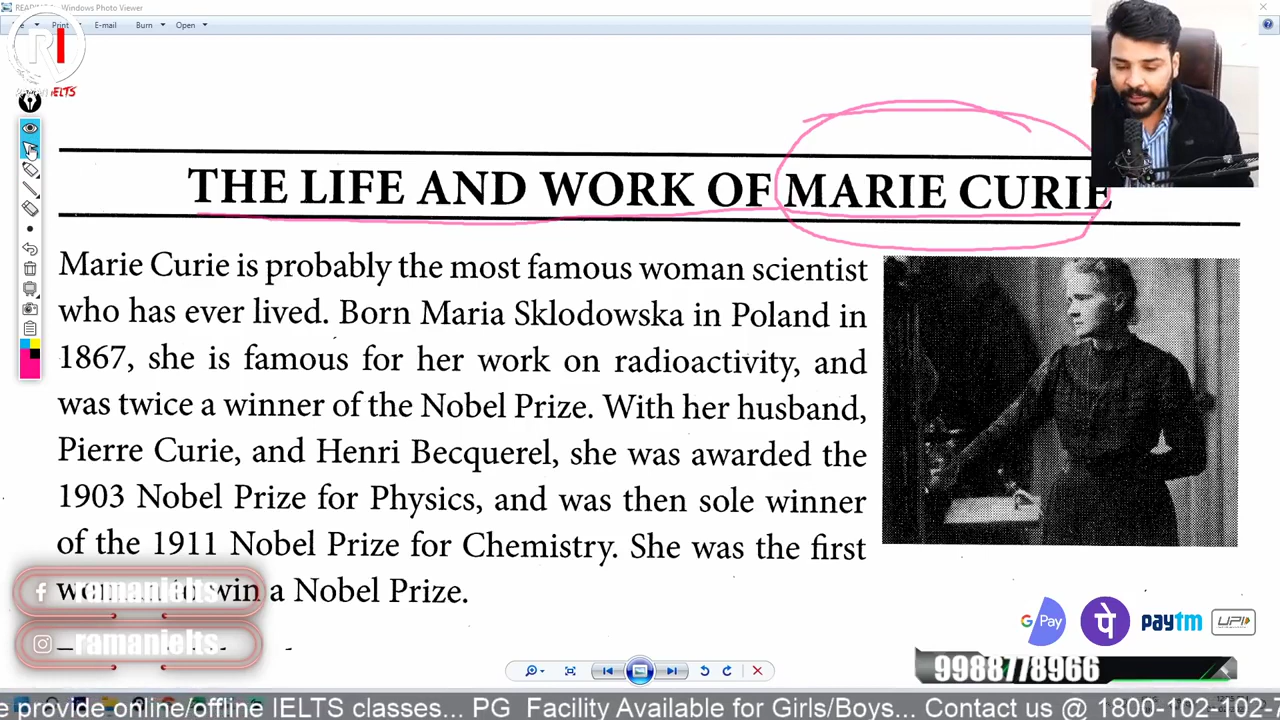 Windows Photo Viewer
Print E-mail Burn Open
IELTS
THE LIFE AND WORK OF MARIE CURIE
Marie Curie is probably the most famous woman scientist
who has ever lived. Born Maria Sklodowska in Poland in
1867, she is famous for her work on radioactivity, and
was twice a winner of the Nobel Prize. With her husband,
Pierre Curie, and Henri Becquerel, she was awarded the
1903 Nobel Prize for Physics, and was then sole winner
of the 1911 Nobel Prize for Chemistry. She was the first
to win a Nobel Prize.
ramanielts
ramanielts
G Pay
पे
paytm
UPI
9988778966
provide online/offline IELTS classes... PG Facility Available for Girls/Boys... Contact us @ 1800-102-102-